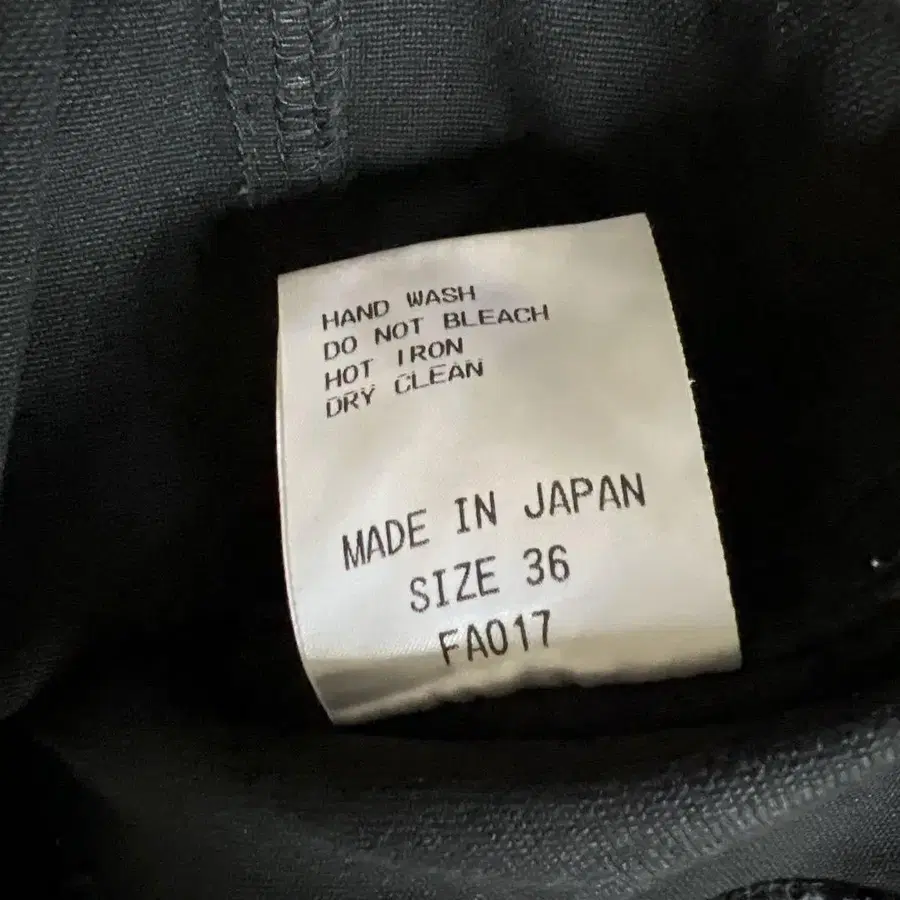 HAND WASH
DO NOT BLEACH
HOT IRON
DRY CLEAN
MADE IN JAPAN
SIZE 36
FA017